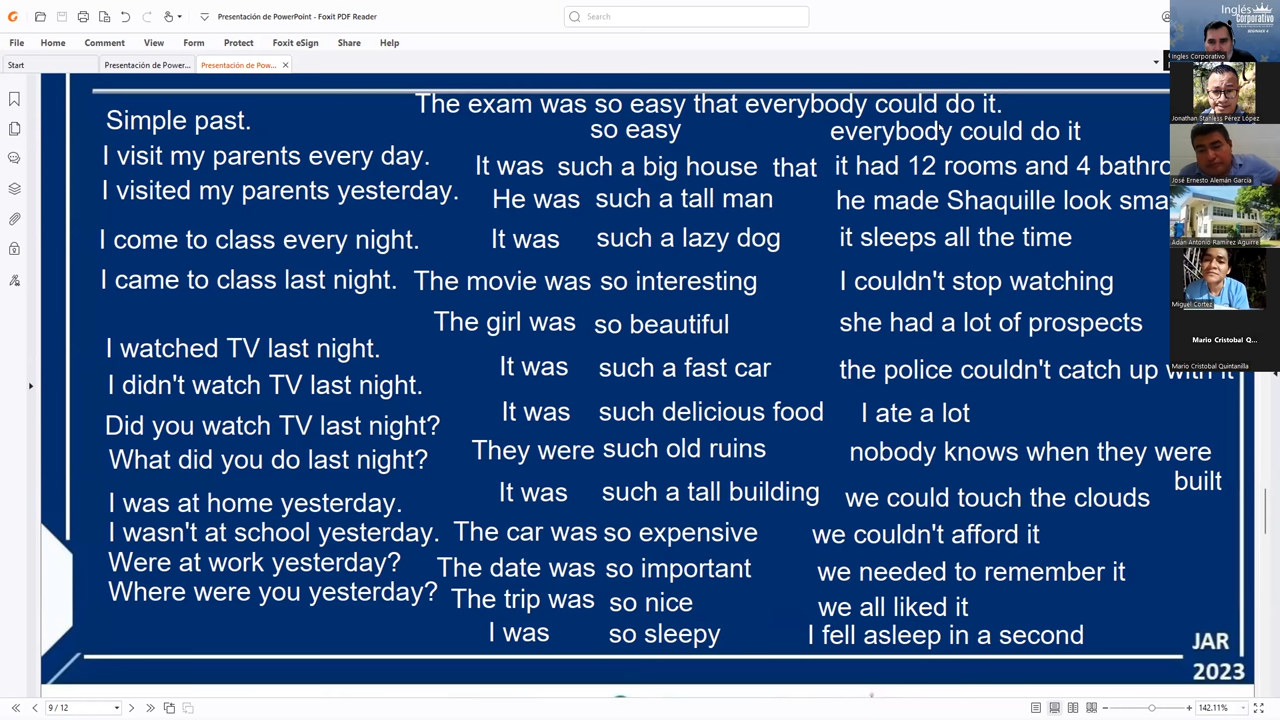 Presentación de PowerPoint - Foxit PDF Reader
Search
File Home Comment View Form Protect Foxit eSign Share Help
Start Presentación de Power... Presentación de Pow...
Simple past.
I visit my parents every day.
I visited my parents yesterday.
I come to class every night.
I came to class last night.
I watched TV last night.
I didn't watch TV last night.
Did you watch TV last night?
What did you do last night?
I was at home yesterday.
I wasn't at school yesterday.
Were at work yesterday?
Where were you yesterday?
The exam was so easy that everybody could do it.
so easy everybody could do it
It was such a big house that it had 12 rooms and 4 bathro
He was such a tall man he made Shaquille look sma
It was such a lazy dog it sleeps all the time
The movie was so interesting I couldn't stop watching
The girl was so beautiful she had a lot of prospects
It was such a fast car the police couldn't catch up with it
It was such delicious food I ate a lot
They were such old ruins nobody knows when they were
built
It was such a tall building we could touch the clouds
The car was so expensive we couldn't afford it
The date was so important we needed to remember it
The trip was so nice we all liked it
I was so sleepy I fell asleep in a second
JAR
2023
Inglés
Corporativo
BEGINNER 4
Inglés Corporativo
Jonathan Stanless Pérez López
José Ernesto Alemán García
Adán Antonio Ramírez Aguirre
Miguel Cortez
Mario Cristobal Q...
Mario Cristobal Quintanilla
9 / 12
142.11%